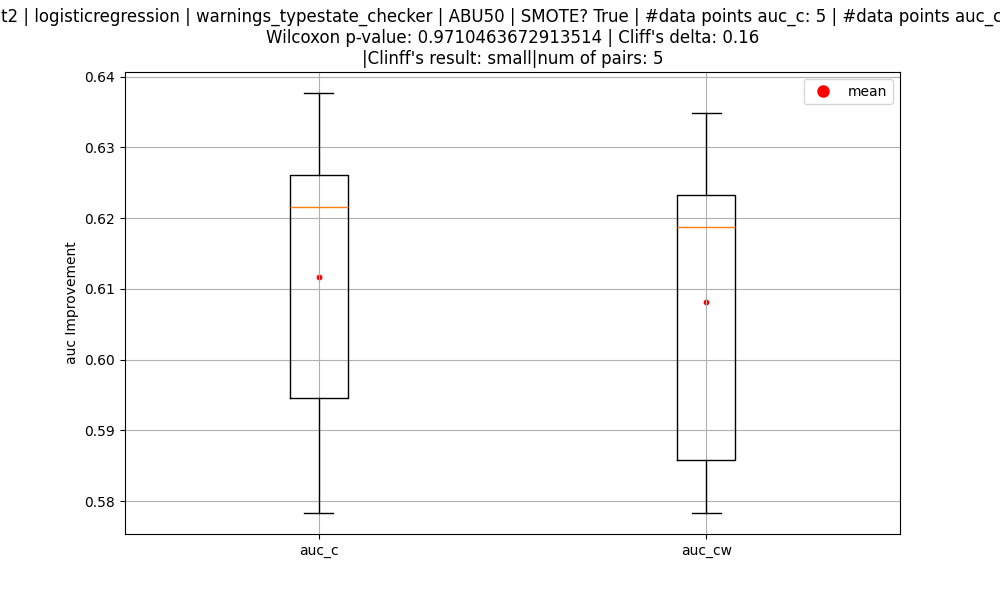 t2 | logisticregression | warnings_typestate_checker | ABU50 | SMOTE? True | #data points auc_c: 5 | #data points auc_c
Wilcoxon p-value: 0.9710463672913514 | Cliff's delta: 0.16
|Clinff's result: small|num of pairs: 5
mean
0.64
0.63
0.62
0.61
0.60
0.59
0.58
auc Improvement
auc_c
auc_cw